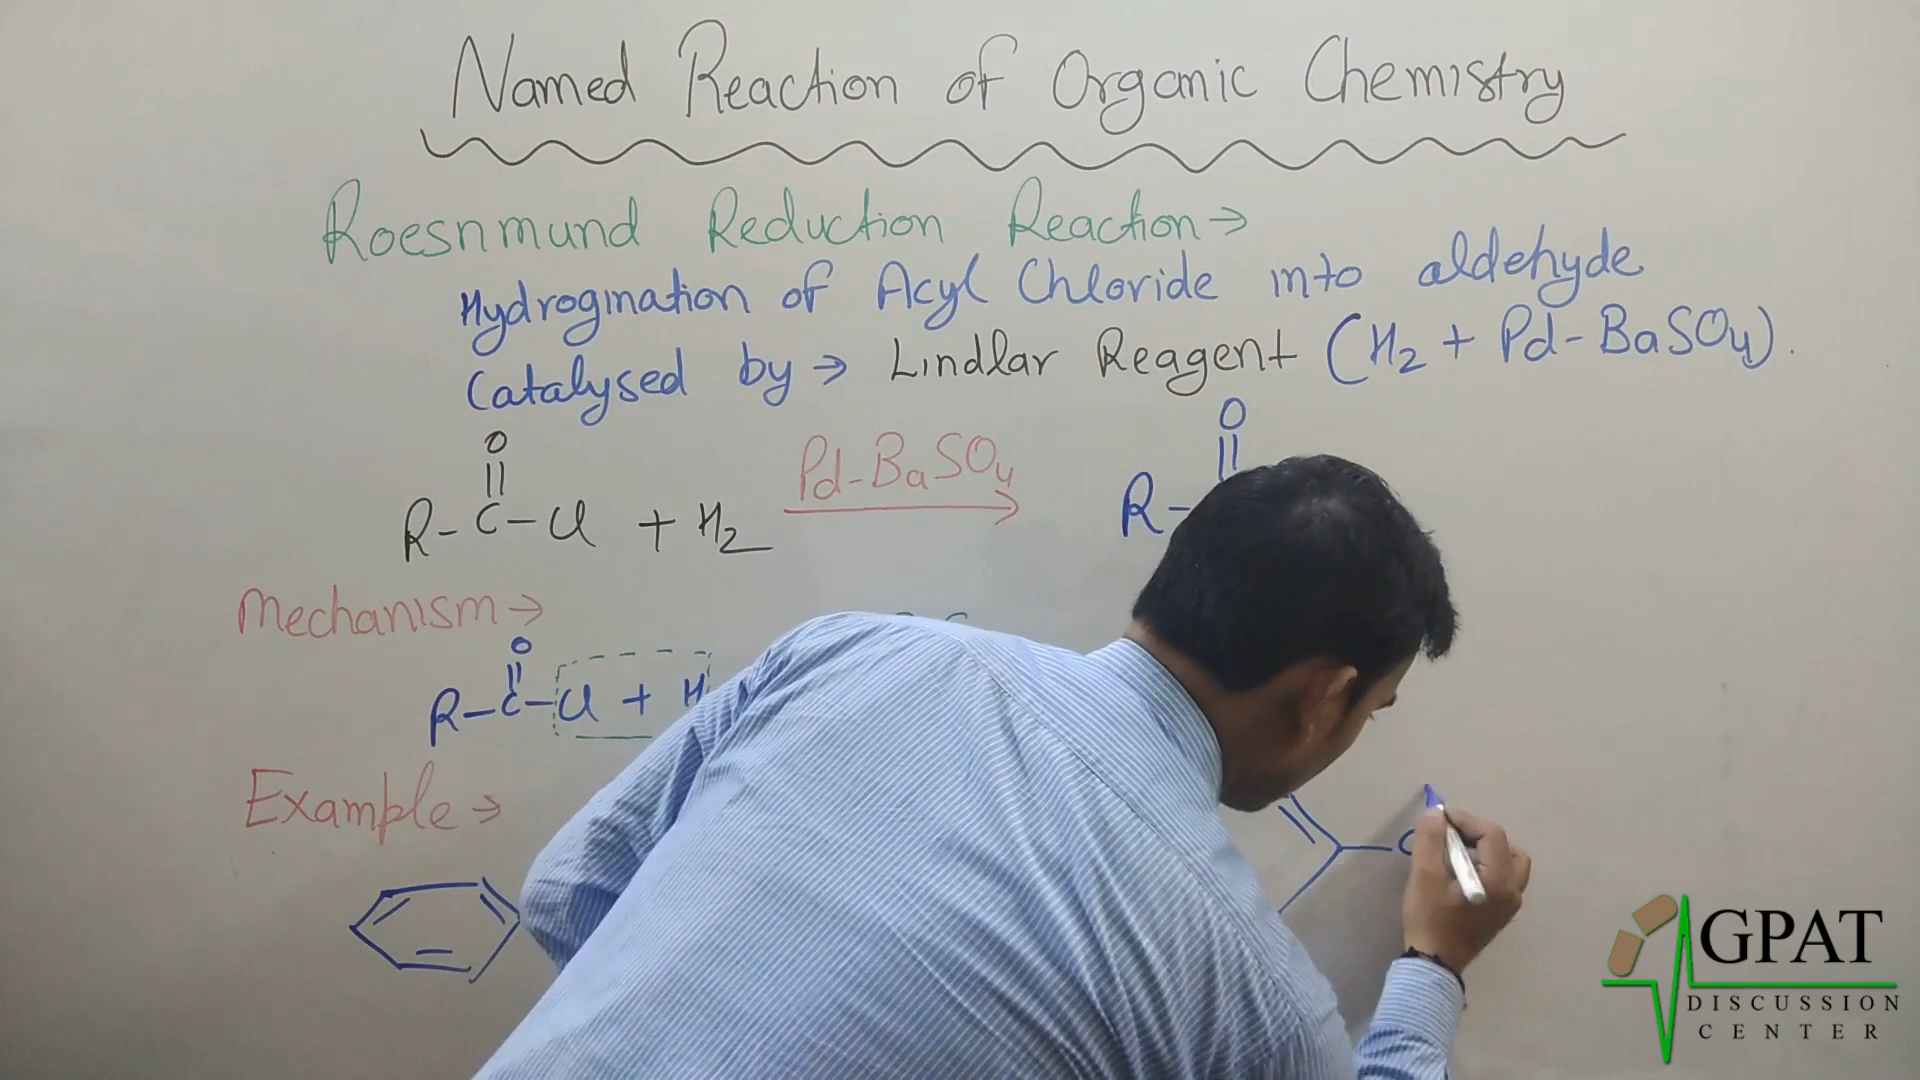 Named Reaction of Organic Chemistry
Roesnmund Reduction Reaction→
Hydrogination of Acyl Chloride into aldehyde
Catalysed by → Lindlar Reagent (H2 + Pd-BaSO4).
O
O
Pd-BaSO4
R-C-Cl + H2
R-
Mechanism→
O
R-C-Cl + H
Example→
C
GPAT
DISCUSSION
CENTER